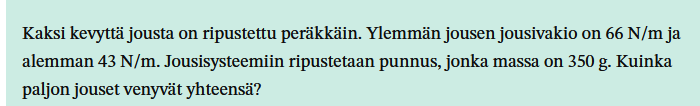 Kaksi kevyttä jousta on ripustettu peräkkäin. Ylemmän jousen jousivakio on 66 N/m ja
alemman 43 N/m. Jousisysteemiin ripustetaan punnus, jonka massa on 350 g. Kuinka
paljon jouset venyvät yhteensä?